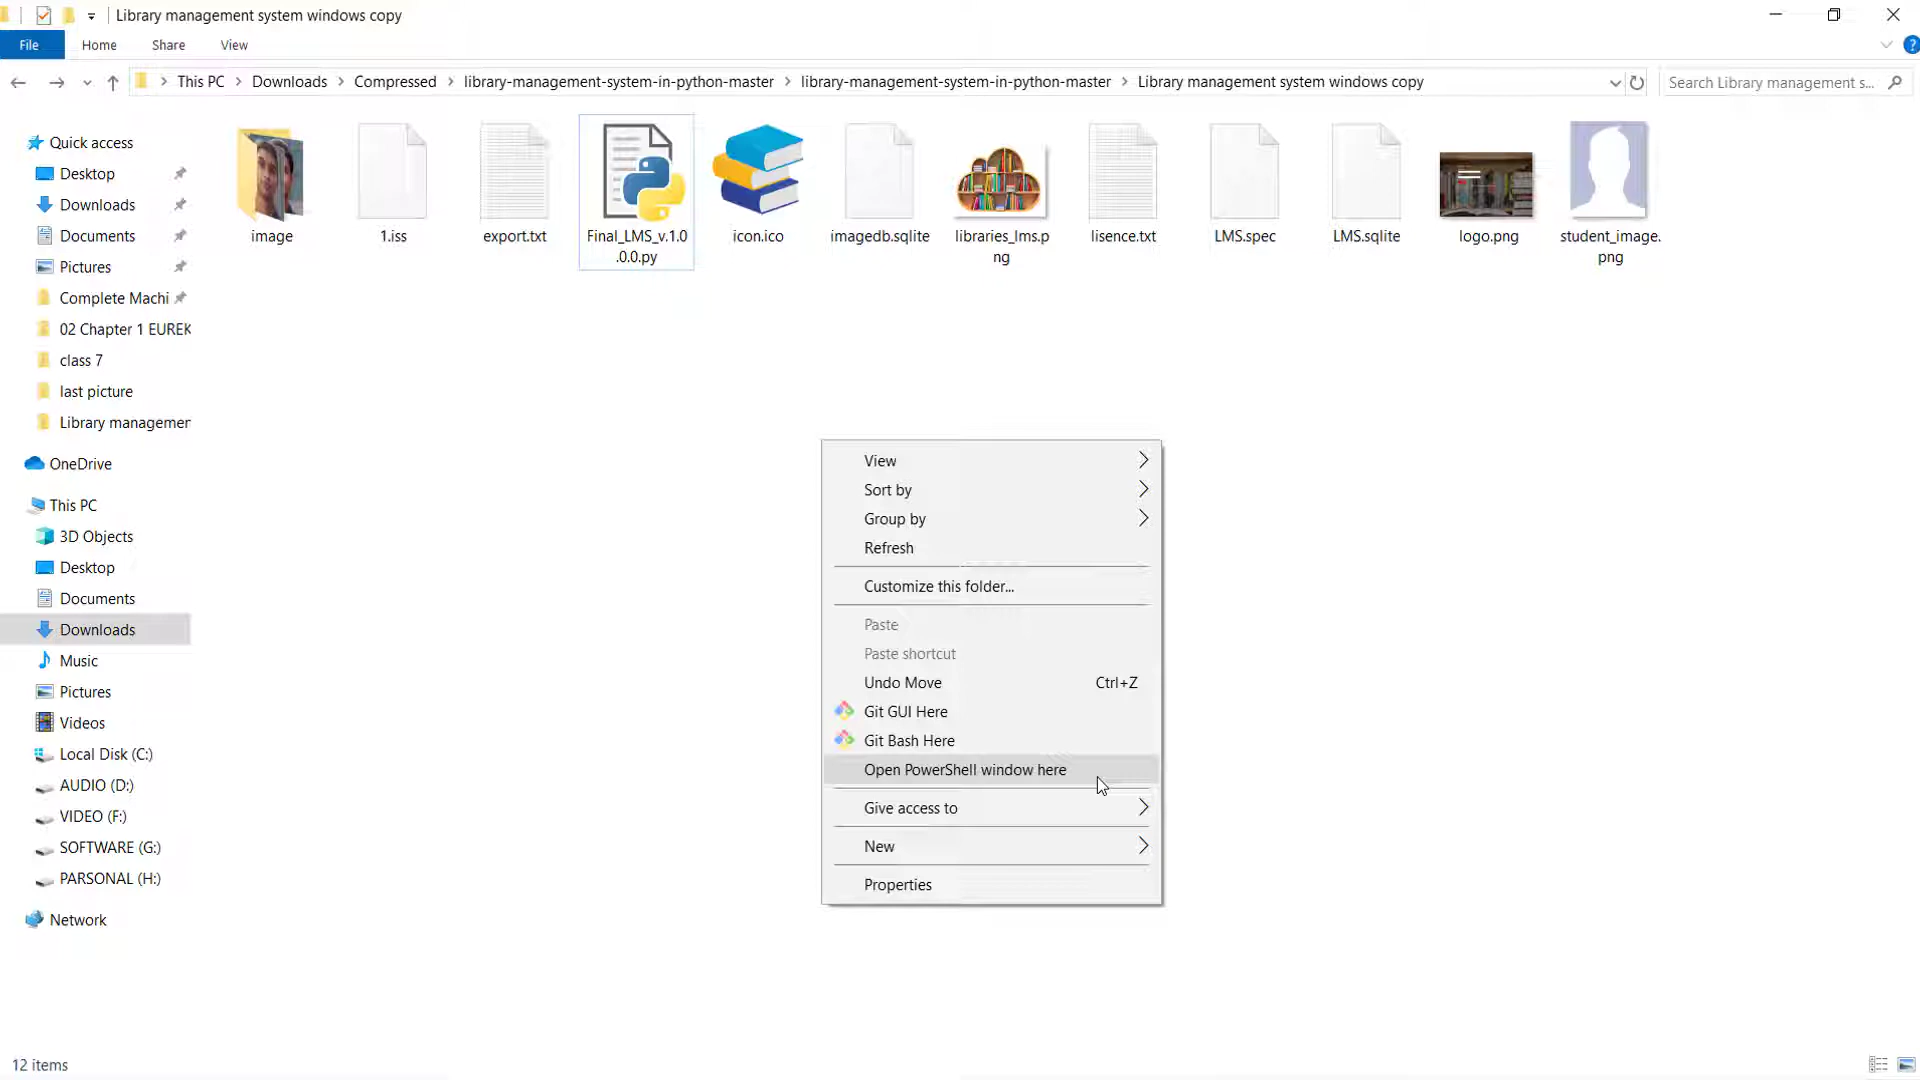 Library management system windows copy
File Home Share View
This PC Downloads Compressed library-management-system-in-python-master library-management-system-in-python-master Library management system windows copy
Search Library management s...
Quick access
Desktop
Downloads
Documents
Pictures
Complete Machi
02 Chapter 1 EUREK
class 7
last picture
Library managemer
OneDrive
This PC
3D Objects
Desktop
Documents
Downloads
Music
Pictures
Videos
Local Disk (C:)
AUDIO (D:)
VIDEO (F:)
SOFTWARE (G:)
PARSONAL (H:)
Network
image
1.iss
export.txt
Final_LMS_v.1.0
.0.0.py
icon.ico
imagedb.sqlite
libraries_lms.p
ng
lisence.txt
LMS.spec
LMS.sqlite
logo.png
student_image.
png
View
Sort by
Group by
Refresh
Customize this folder...
Paste
Paste shortcut
Undo Move Ctrl+Z
Git GUI Here
Git Bash Here
Open PowerShell window here
Give access to
New
Properties
12 items